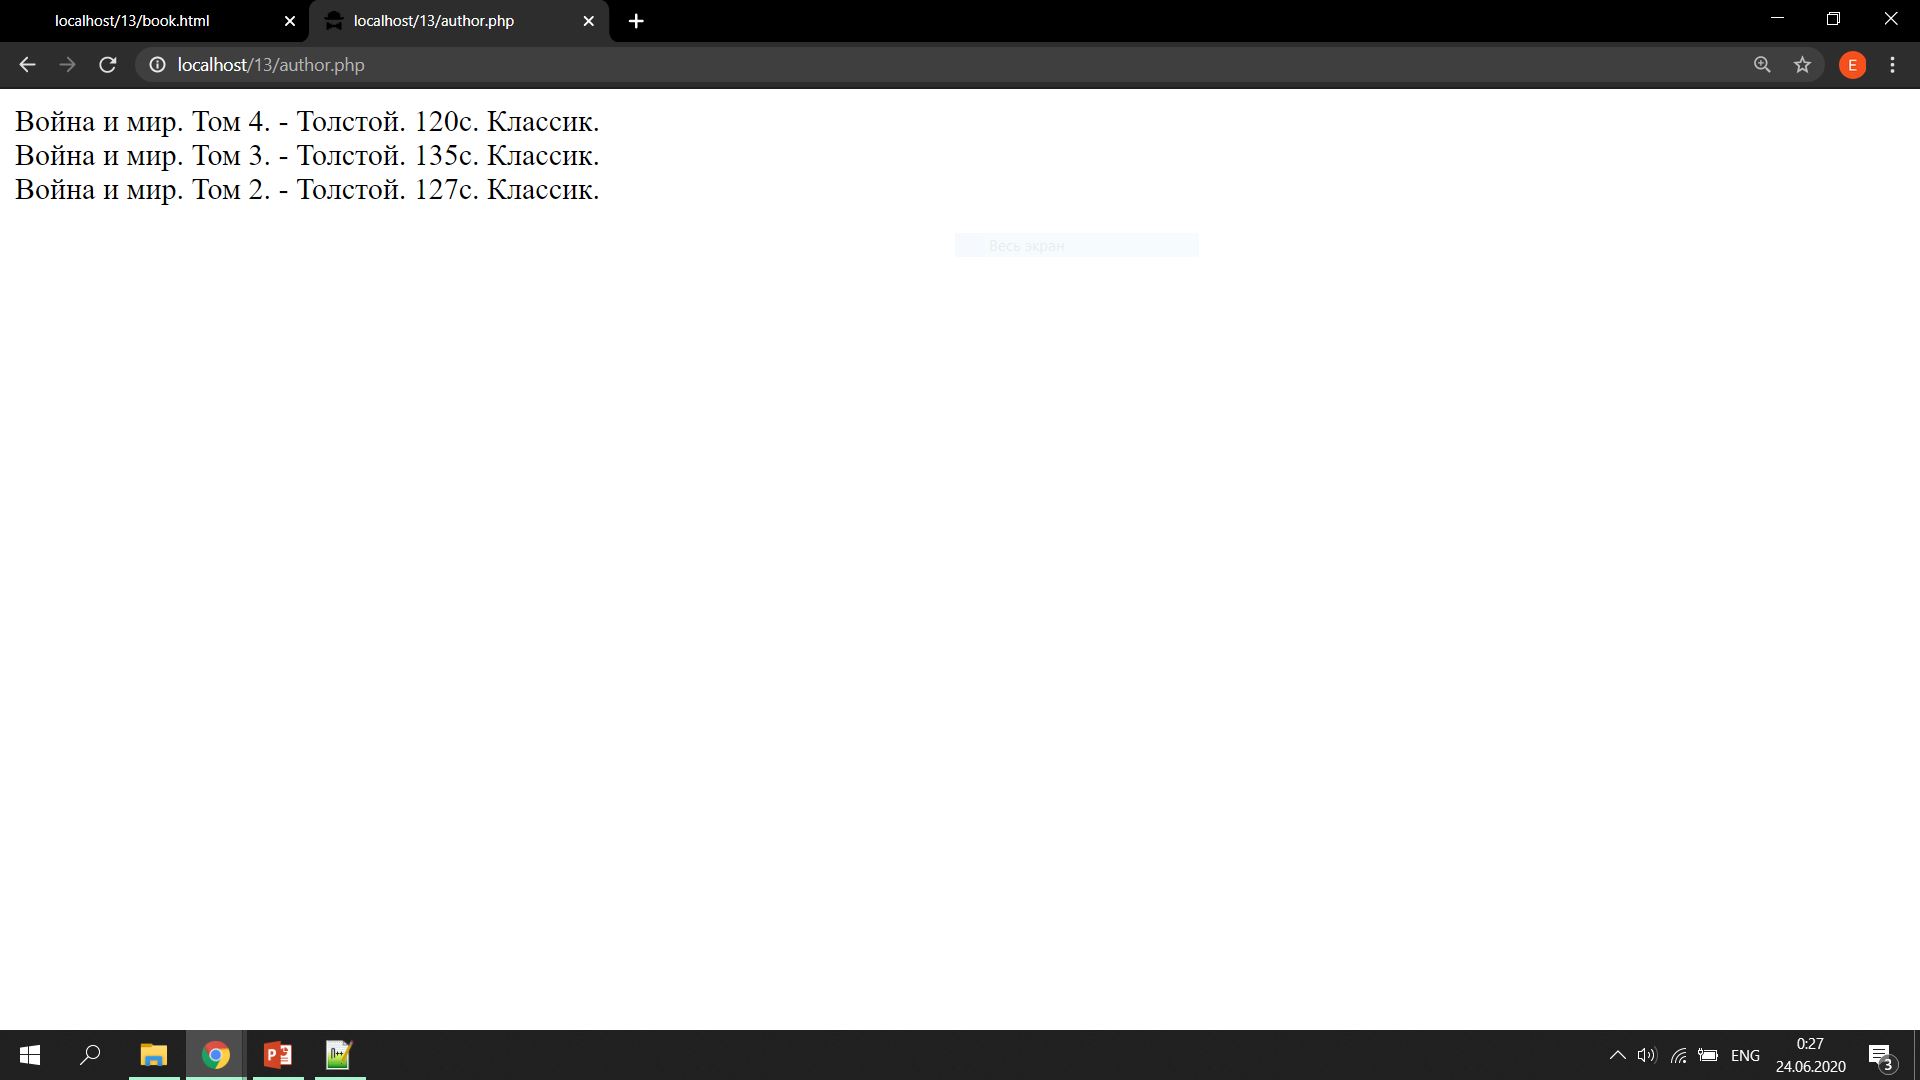 localhost/13/book.html
localhost/13/author.php
localhost/13/author.php
E
Война и мир. Том 4. - Толстой. 120с. Классик.
Война и мир. Том 3. - Толстой. 135с. Классик.
Война и мир. Том 2. - Толстой. 127с. Классик.
Весь экран
ENG
0:27
24.06.2020
3